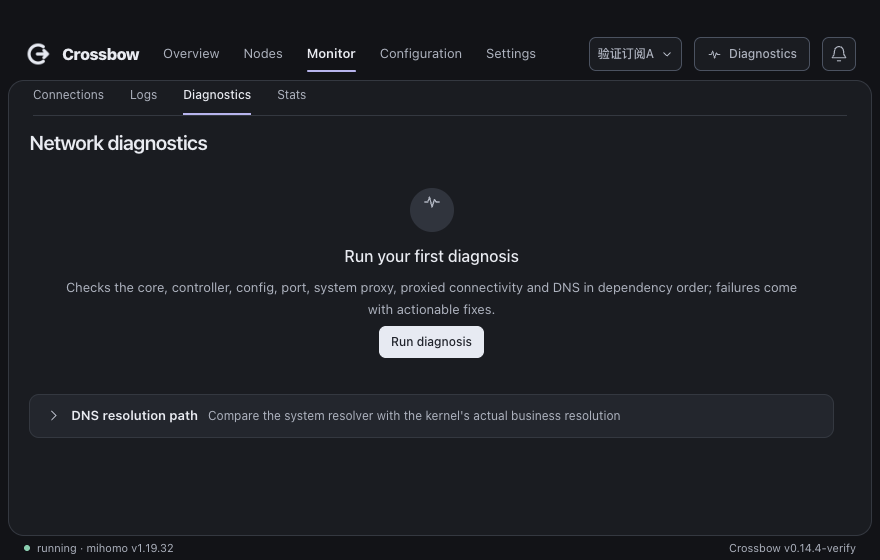 Crossbow Overview Nodes Monitor Configuration Settings 验证订阅A Diagnostics
Connections Logs Diagnostics Stats
Network diagnostics
Run your first diagnosis
Checks the core, controller, config, port, system proxy, proxied connectivity and DNS in dependency order; failures come
with actionable fixes.
Run diagnosis
DNS resolution path Compare the system resolver with the kernel's actual business resolution
running · mihomo v1.19.32 Crossbow v0.14.4-verify